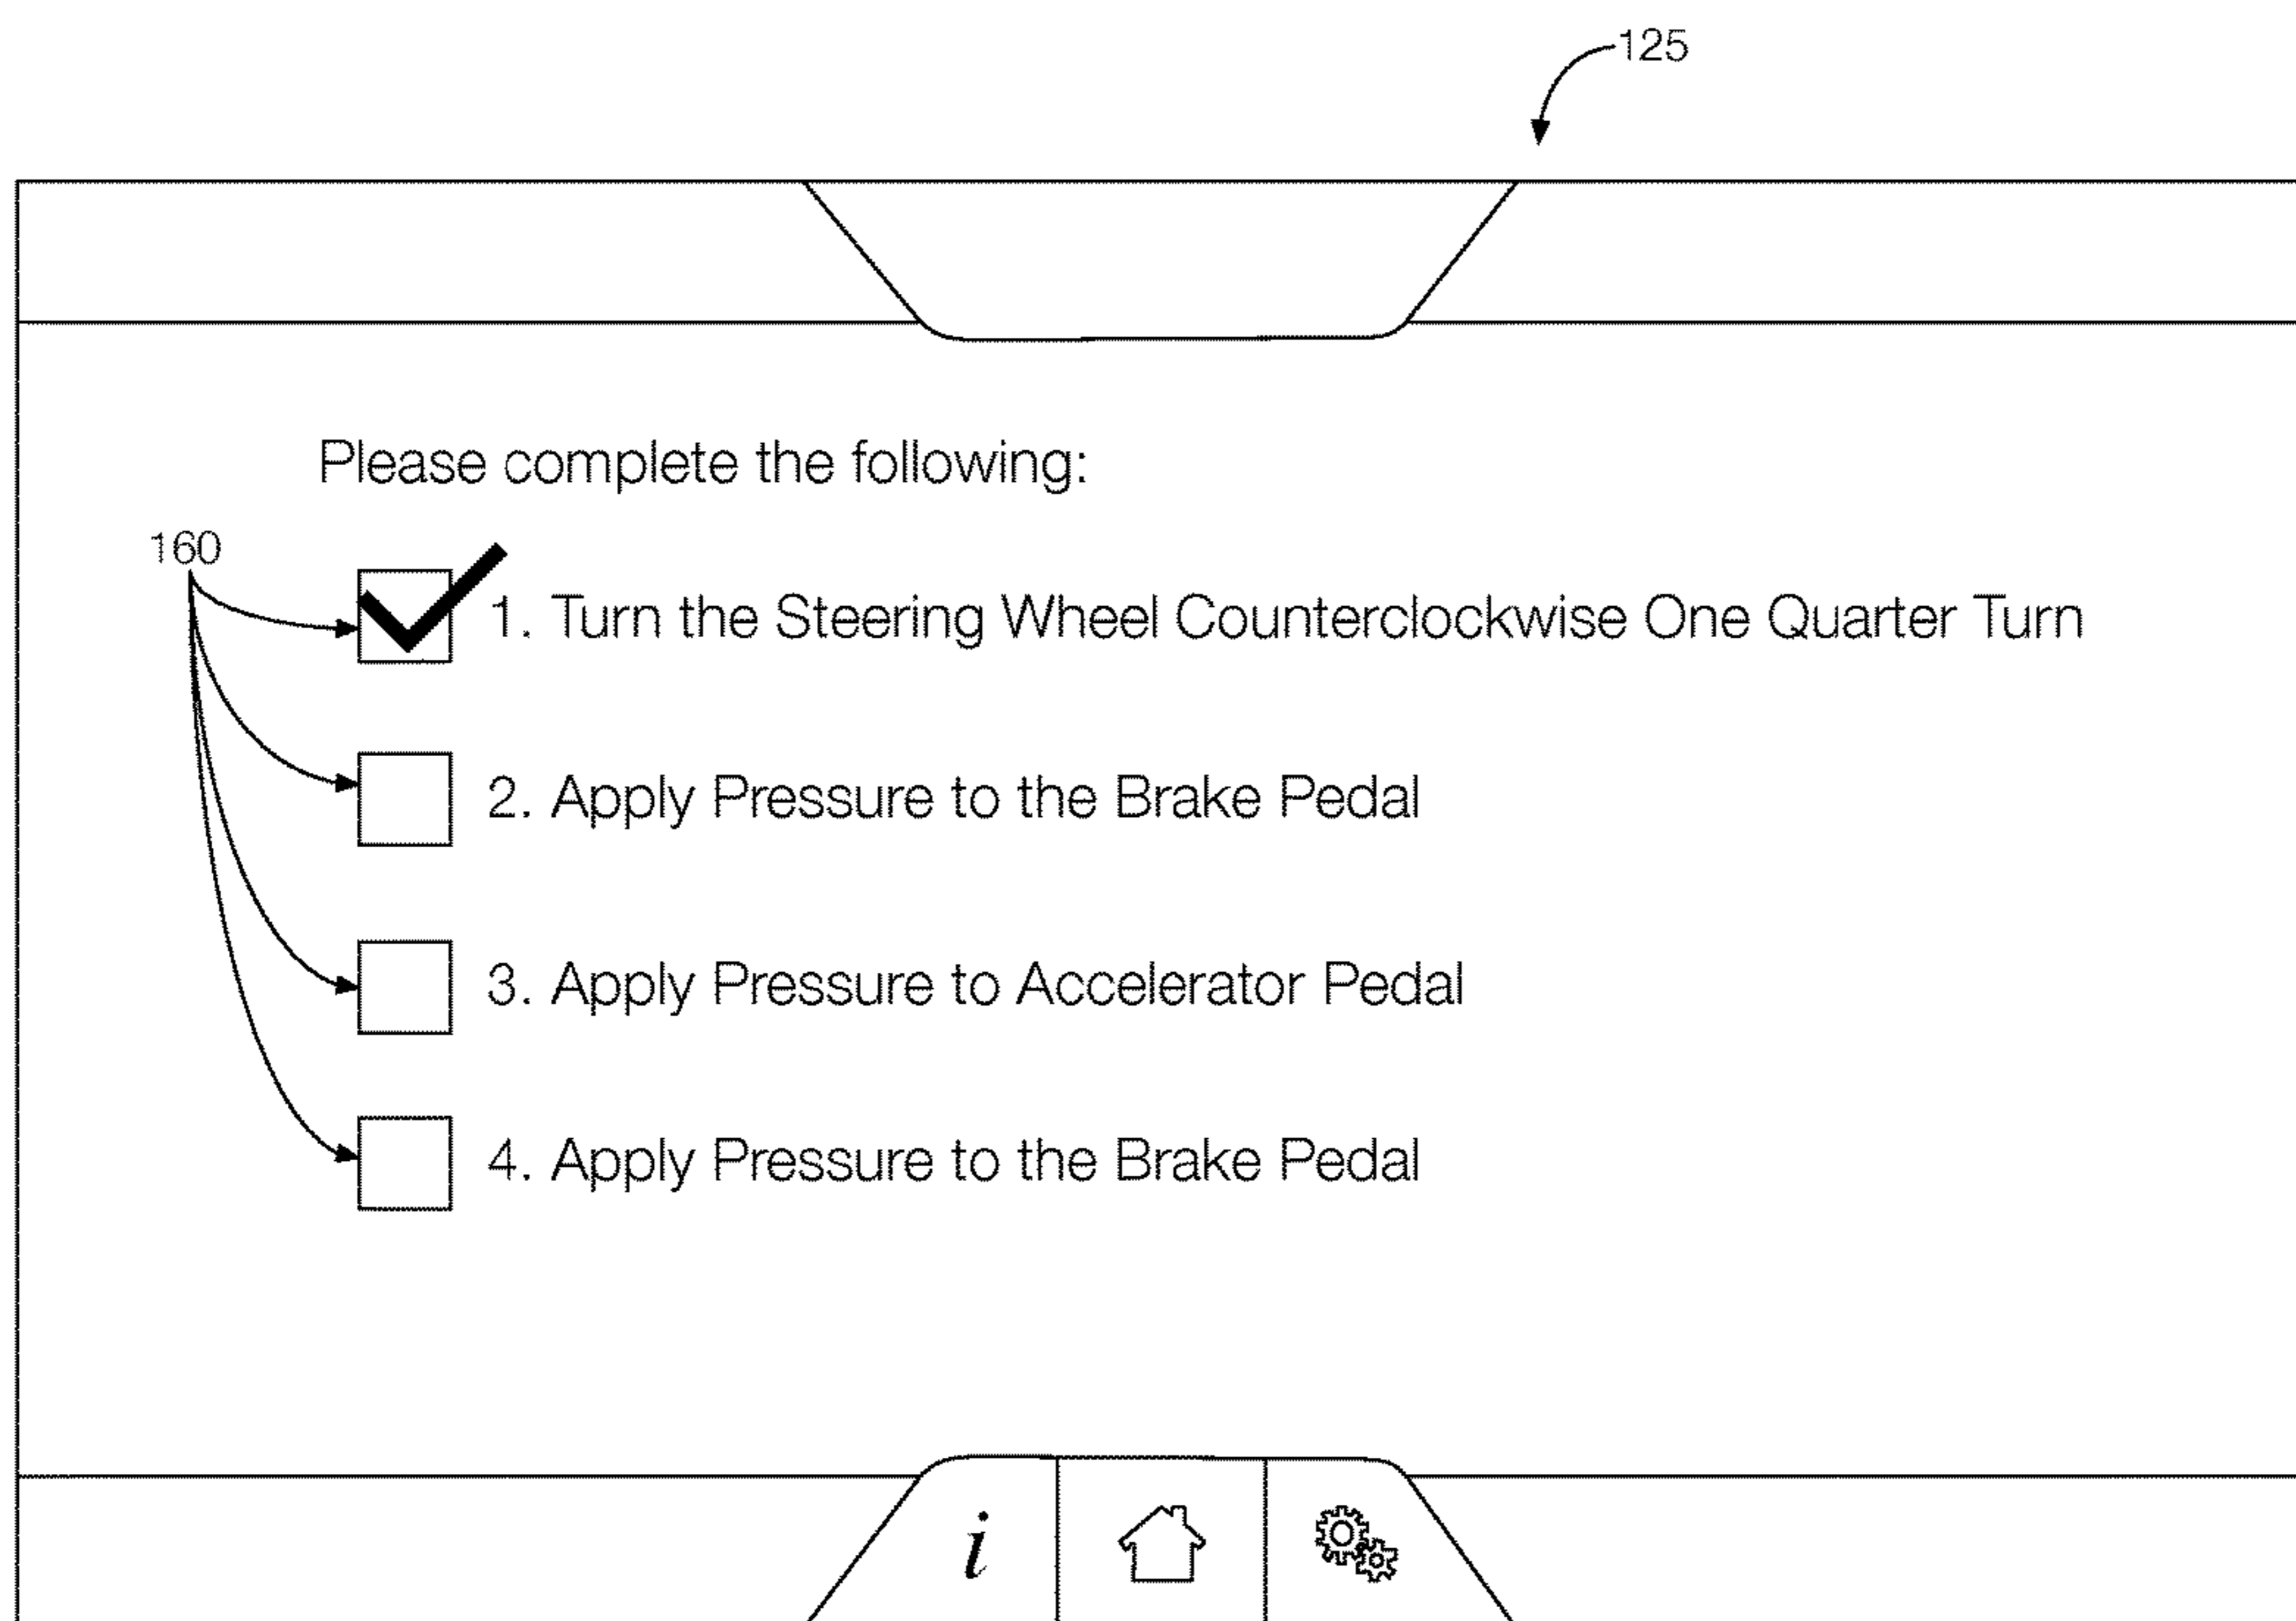 125
Please complete the following:
160
1. Turn the Steering Wheel Counterclockwise One Quarter Turn
2. Apply Pressure to the Brake Pedal
3. Apply Pressure to Accelerator Pedal
4. Apply Pressure to the Brake Pedal
i